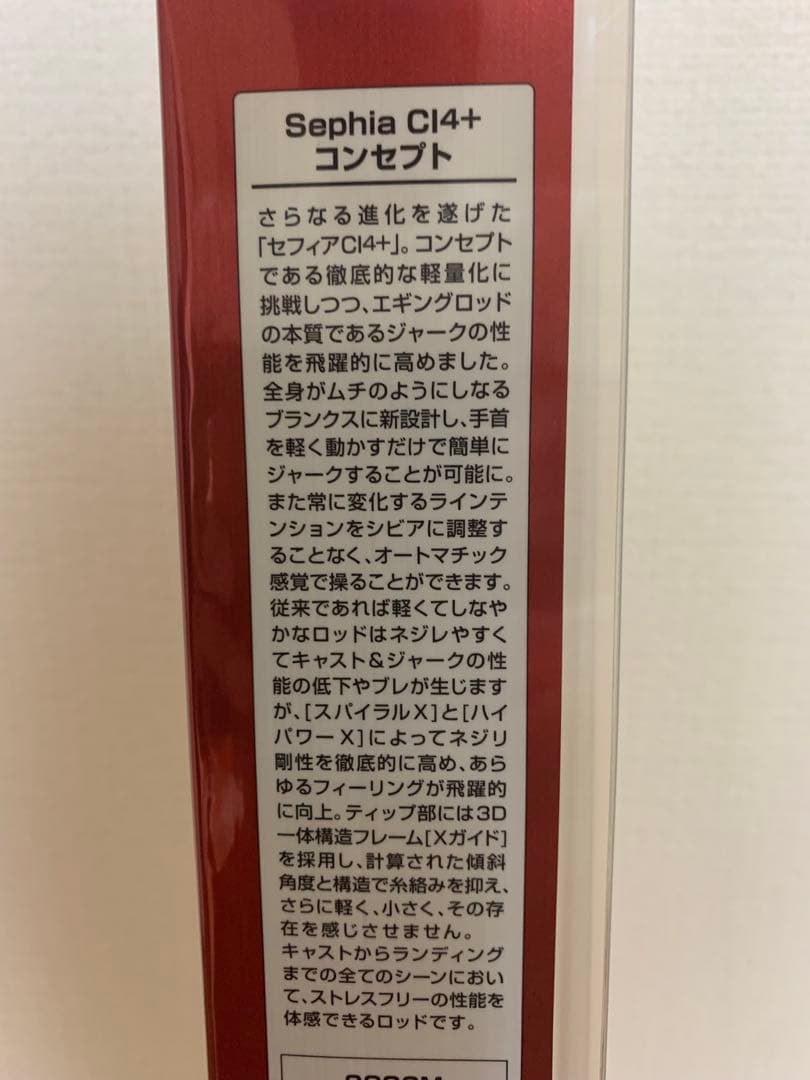 Sephia CI4+
コンセプト
さらなる進化を遂げた
「セフィアCI4+」。コンセプト
である徹底的な軽量化に
挑戦しつつ、エギングロッド
の本質であるジャークの性
能を飛躍的に高めました。
全身がムチのようにしなる
ブランクスに新設計し、手首
を軽く動かすだけで簡単に
ジャークすることが可能に。
また常に変化するラインテ
ンションをシビアに調整す
ることなく、オートマチック
感覚で操ることができます。
従来であれば軽くてしなや
かなロッドはネジレやすく
てキャスト&ジャークの性
能の低下やブレが生じます
が、[スパイラルX]と[ハイ
パワーX]によってネジリ
剛性を徹底的に高め、あら
ゆるフィーリングが飛躍的
に向上。ティップ部には3D
一体構造フレーム[Xガイド]
を採用し、計算された傾斜
角度と構造で糸絡みを抑え、
さらに軽く、小さく、その存
在を感じさせません。
キャストからランディング
までの全てのシーンにおい
て、ストレスフリーの性能を
体感できるロッドです。